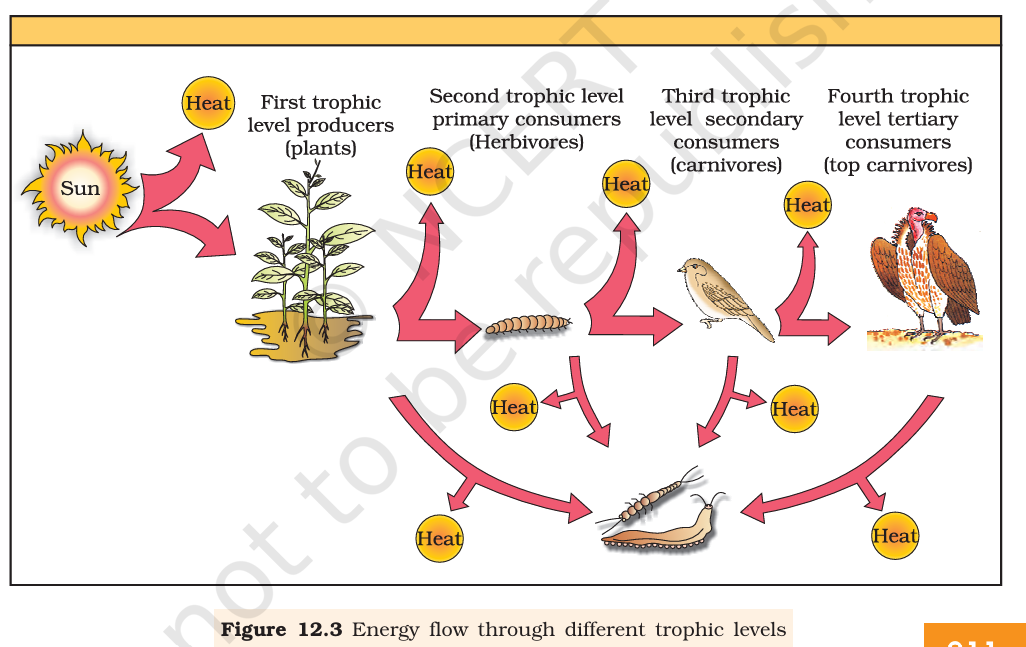 Heat
Sun
First trophic
level producers
(plants)
Second trophic level
primary consumers
(Herbivores)
Third trophic
level secondary
consumers
(carnivores)
Fourth trophic
level tertiary
consumers
(top carnivores)
Heat
Heat
Heat
Heat
Heat
Heat
Heat
© NCERT
not to be republished
Figure 12.3 Energy flow through different trophic levels